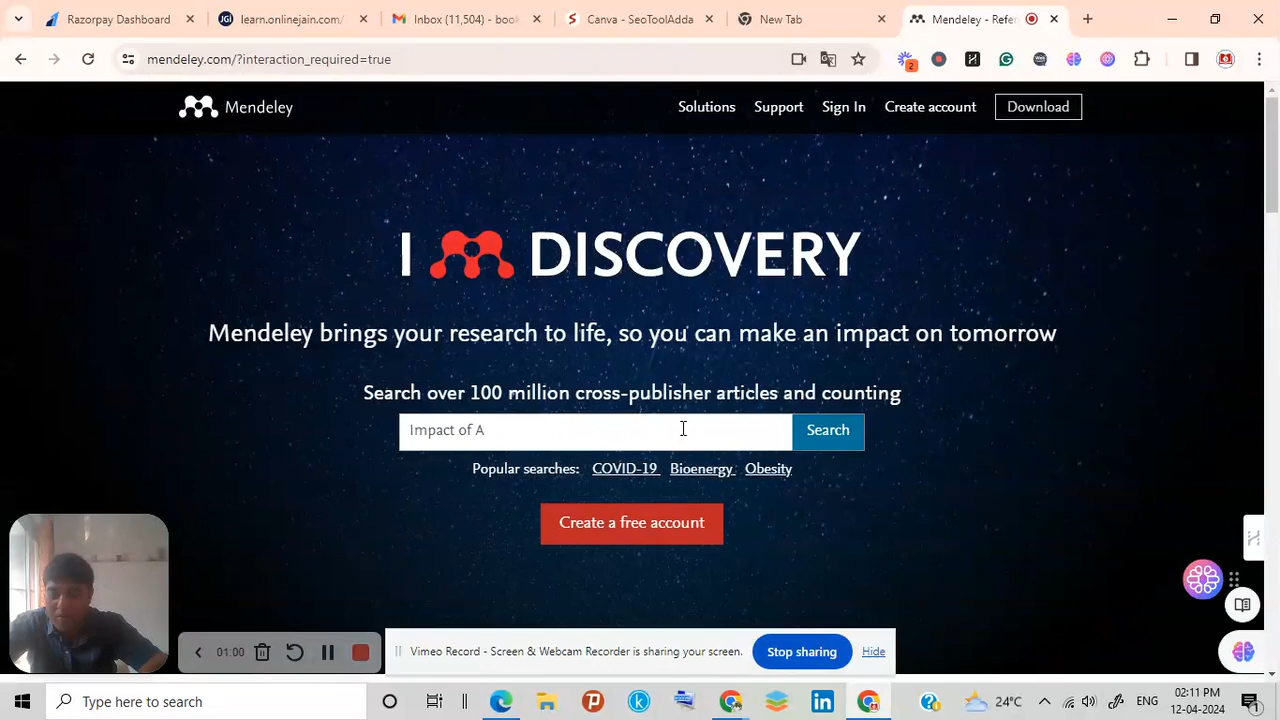 Razorpay Dashboard
learn.onlinejain.com/
Inbox (11,504) - book
Canva - SeoToolAdda
New Tab
Mendeley - Refer
mendeley.com/?interaction_required=true
2
Mendeley
Solutions
Support
Sign In
Create account
Download
I DISCOVERY
Mendeley brings your research to life, so you can make an impact on tomorrow
Search over 100 million cross-publisher articles and counting
Impact of A
Search
Popular searches: COVID-19 Bioenergy Obesity
Create a free account
01:00
Vimeo Record - Screen & Webcam Recorder is sharing your screen.
Stop sharing
Hide
Type here to search
24°C
ENG
02:11 PM
12-04-2024